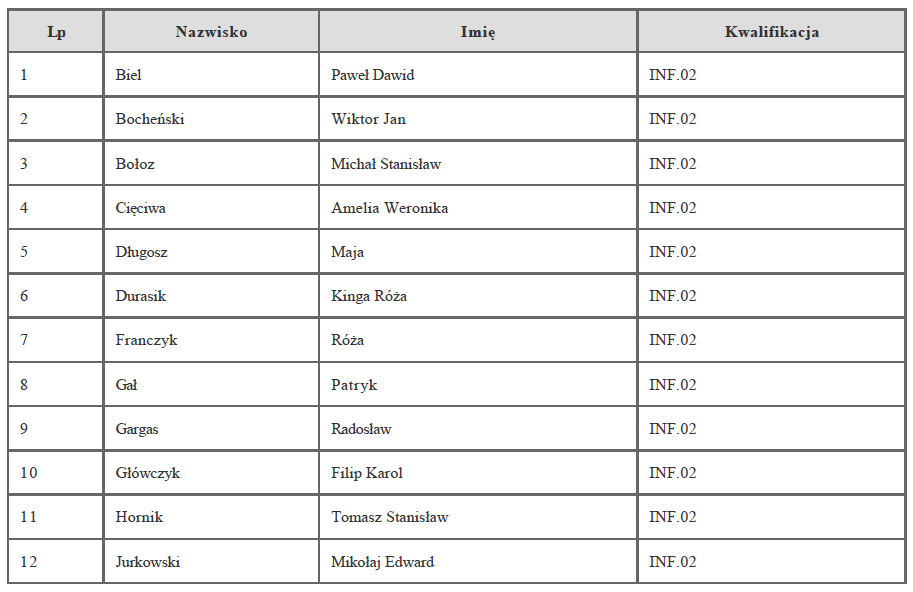 Lp Nazwisko Imię Kwalifikacja
1 Biel Paweł Dawid INF.02
2 Bocheński Wiktor Jan INF.02
3 Bołoz Michał Stanisław INF.02
4 Cięciwa Amelia Weronika INF.02
5 Długosz Maja INF.02
6 Durasik Kinga Róża INF.02
7 Franczyk Róża INF.02
8 Gał Patryk INF.02
9 Gargas Radosław INF.02
10 Główczyk Filip Karol INF.02
11 Hornik Tomasz Stanisław INF.02
12 Jurkowski Mikołaj Edward INF.02